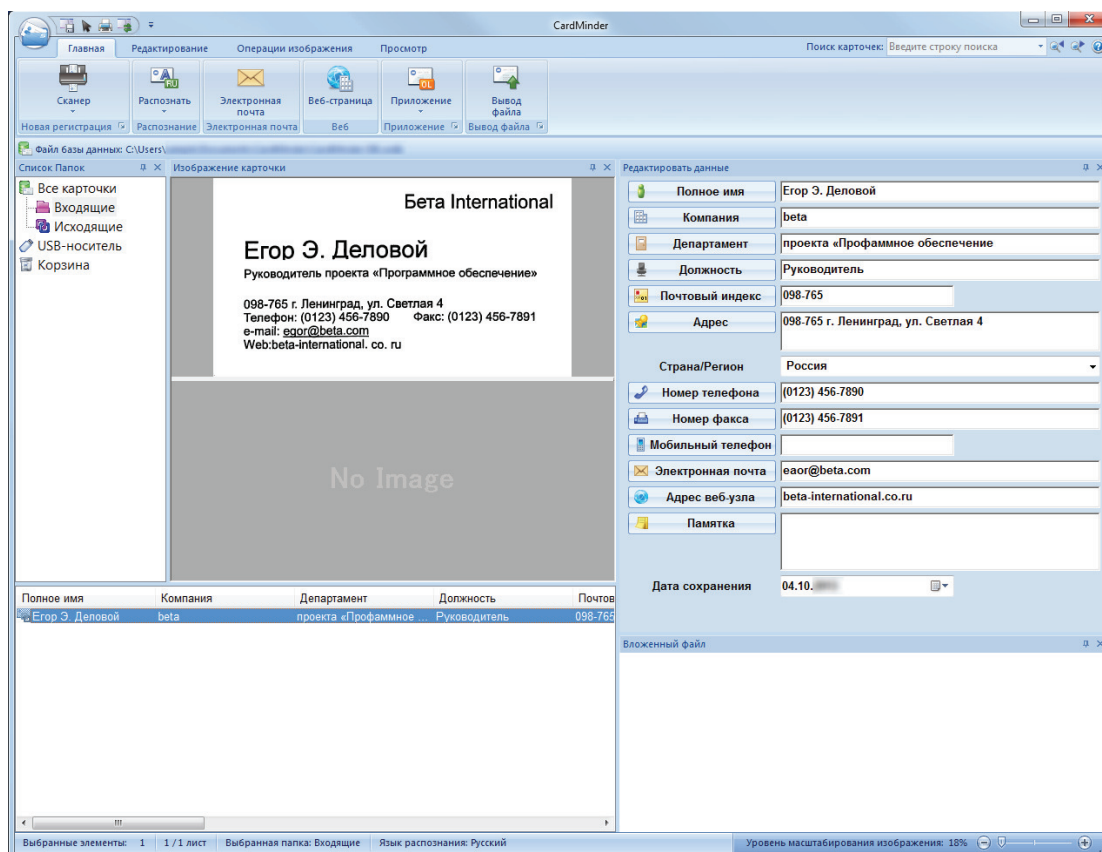 CardMinder
Главная Редактирование Операции изображения Просмотр Поиск карточек: Введите строку поиска
Сканер Распознать Электронная почта Веб-страница Приложение Вывод файла
Новая регистрация Распознание Электронная почта Веб Приложение Вывод файла
Файл базы данных: C:\Users\
Список Папок
Все карточки
Входящие
Исходящие
USB-носитель
Корзина
Изображение карточки
Бета International
Егор Э. Деловой
Руководитель проекта «Программное обеспечение»
098-765 г. Ленинград, ул. Светлая 4
Телефон: (0123) 456-7890 Факс: (0123) 456-7891
e-mail: egor@beta.com
Web:beta-international. co. ru
No Image
Редактировать данные
Полное имя Егор Э. Деловой
Компания beta
Департамент проекта «Профаммное обеспечение
Должность Руководитель
Почтовый индекс 098-765
Адрес 098-765 г. Ленинград, ул. Светлая 4
Страна/Регион Россия
Номер телефона (0123) 456-7890
Номер факса (0123) 456-7891
Мобильный телефон
Электронная почта eaor@beta.com
Адрес веб-узла beta-international.co.ru
Памятка
Дата сохранения 04.10.
Полное имя Компания Департамент Должность Почтов
Егор Э. Деловой beta проекта «Профаммное ... Руководитель 098-765
Вложенный файл
Выбранные элементы: 1 1 / 1 лист Выбранная папка: Входящие Язык распознания: Русский Уровень масштабирования изображения: 18%